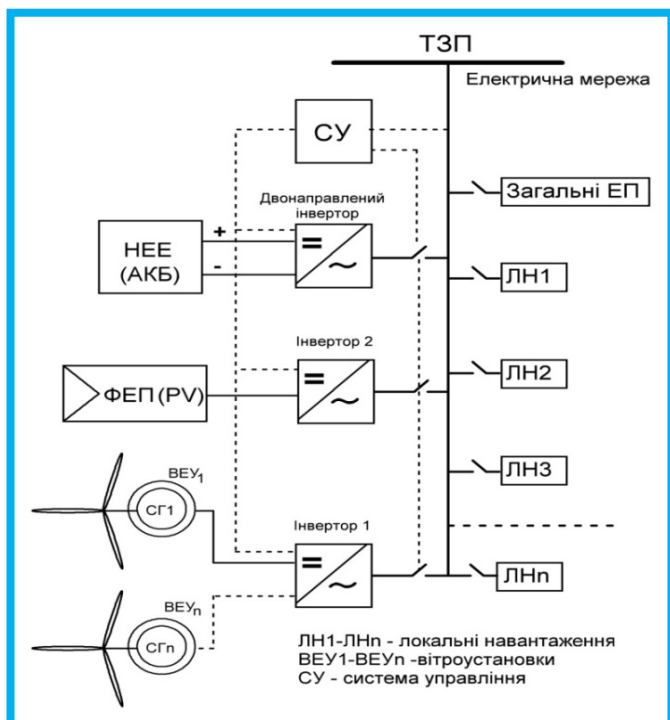 ТЗП
Електрична мережа
СУ
Загальні ЕП
Двонаправлений
інвертор
+
НЕЕ
(АКБ)
-
=
~
ЛН1
Інвертор 2
ФЕП (PV)
=
~
ЛН2
ВЕУ1
СГ1
ЛН3
Інвертор 1
=
~
ЛНn
ВЕУn
СГn
ЛН1-ЛНn - локальні навантаження
ВЕУ1-ВЕУn -вітроустановки
СУ - система управління